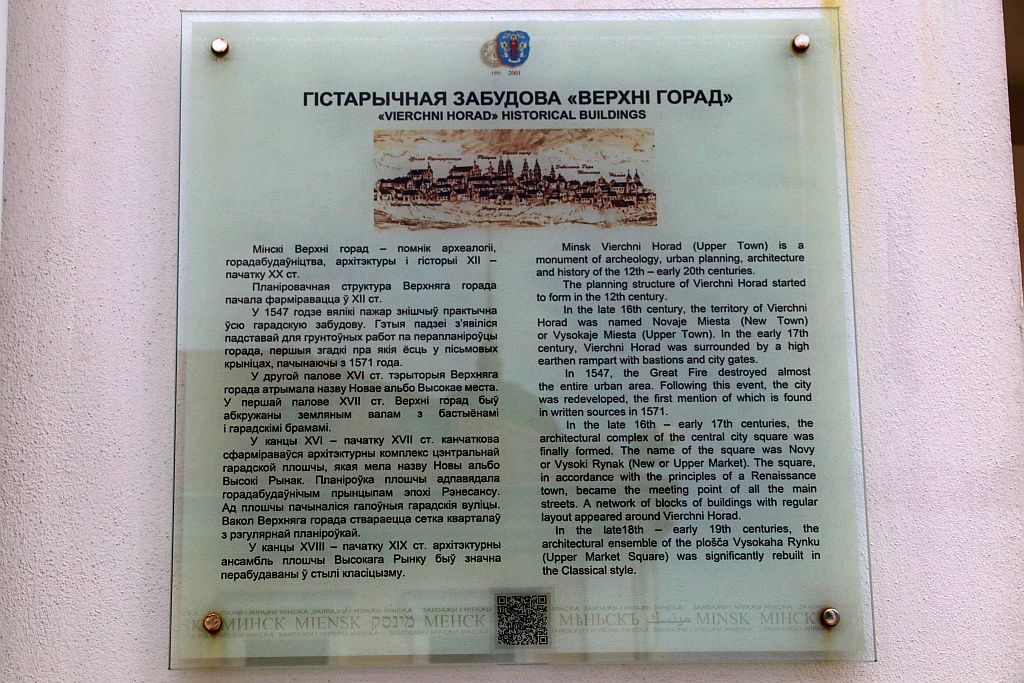 1591 2001
ГІСТАРЫЧНАЯ ЗАБУДОВА «ВЕРХНІ ГОРАД»
«VIERCHNI HORAD» HISTORICAL BUILDINGS
Верхні горад
Мінскі Верхні горад – помнік археалогіі,
горадабудаўніцтва, архітэктуры і гісторыі XII –
пачатку XX ст.
Планіровачная структура Верхняга горада
пачала фарміравацца ў XII ст.
У 1547 годзе вялікі пажар знішчыў практычна
ўсю гарадскую забудову. Гэтыя падзеі з'явіліся
падставай для грунтоўных работ па перапланіроўцы
горада, першыя згадкі пра якія ёсць у пісьмовых
крыніцах, пачынаючы з 1571 года.
У другой палове XVI ст. тэрыторыя Верхняга
горада атрымала назву Новае альбо Высокае места.
У першай палове XVII ст. Верхні горад быў
абкружаны земляным валам з бастыёнамі
і гарадскімі брамамі.
У канцы XVI – пачатку XVII ст. канчаткова
сфарміраваўся архітэктурны комплекс цэнтральнай
гарадской плошчы, якая мела назву Новы альбо
Высокі Рынак. Планіроўка плошчы адпавядала
горадабудаўнічым прынцыпам эпохі Рэнесансу.
Ад плошчы пачыналіся галоўныя гарадскія вуліцы.
Вакол Верхняга горада ствараецца сетка кварталаў
з рэгулярнай планіроўкай.
У канцы XVIII – пачатку XIX ст. архітэктурны
ансамбль плошчы Высокага Рынку быў значна
перабудаваны ў стылі класіцызму.
Minsk Vierchni Horad (Upper Town) is a
monument of archeology, urban planning, architecture
and history of the 12th – early 20th centuries.
The planning structure of Vierchni Horad started
to form in the 12th century.
In the late 16th century, the territory of Vierchni
Horad was named Novaje Miesta (New Town)
or Vysokaje Miesta (Upper Town). In the early 17th
century, Vierchni Horad was surrounded by a high
earthen rampart with bastions and city gates.
In 1547, the Great Fire destroyed almost
the entire urban area. Following this event, the city
was redeveloped, the first mention of which is found
in written sources in 1571.
In the late 16th – early 17th centuries, the
architectural complex of the central city square was
finally formed. The name of the square was Novy
or Vysoki Rynak (New or Upper Market). The square,
in accordance with the principles of a Renaissance
town, became the meeting point of all the main
streets. A network of blocks of buildings with regular
layout appeared around Vierchni Horad.
In the late18th – early 19th centuries, the
architectural ensemble of the plošča Vysokaha Rynku
(Upper Market Square) was significantly rebuilt in
the Classical style.
МИНСК MIENSK מינסק МЕНСК МѢНЬСКЪ مينسك MINSK МІНСК